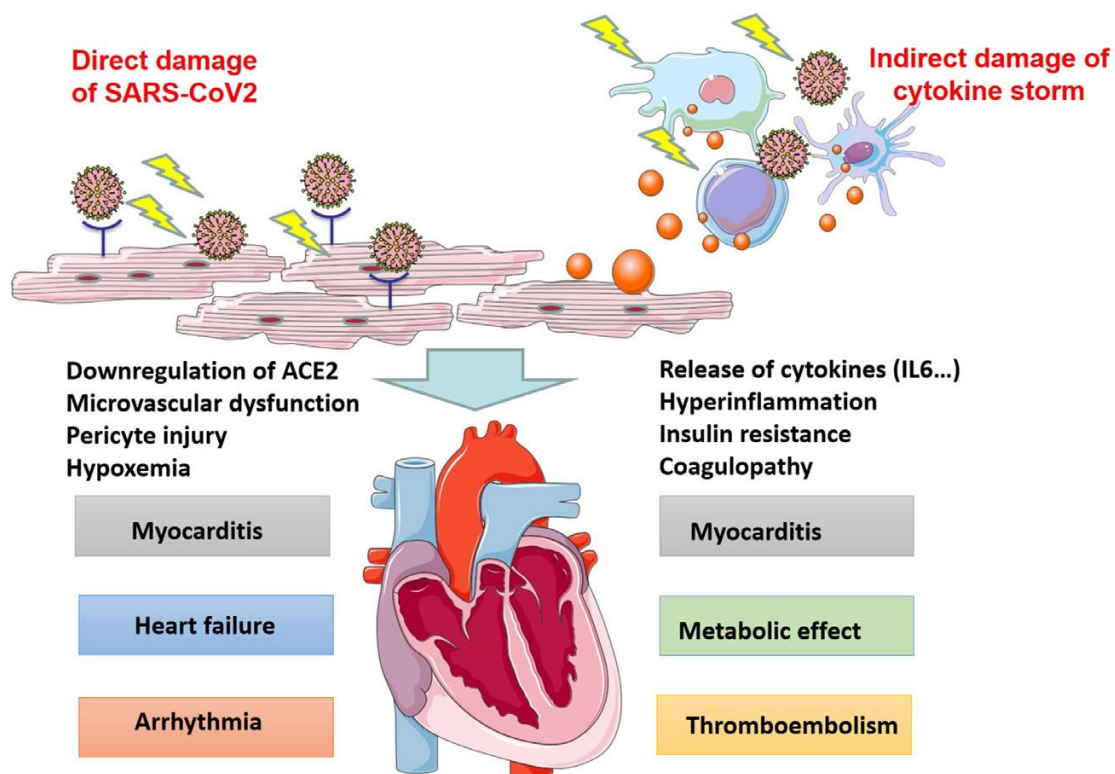 Direct damage
of SARS-CoV2
Indirect damage of
cytokine storm
Downregulation of ACE2
Microvascular dysfunction
Pericyte injury
Hypoxemia
Release of cytokines (IL6...)
Hyperinflammation
Insulin resistance
Coagulopathy
Myocarditis
Heart failure
Arrhythmia
Myocarditis
Metabolic effect
Thromboembolism